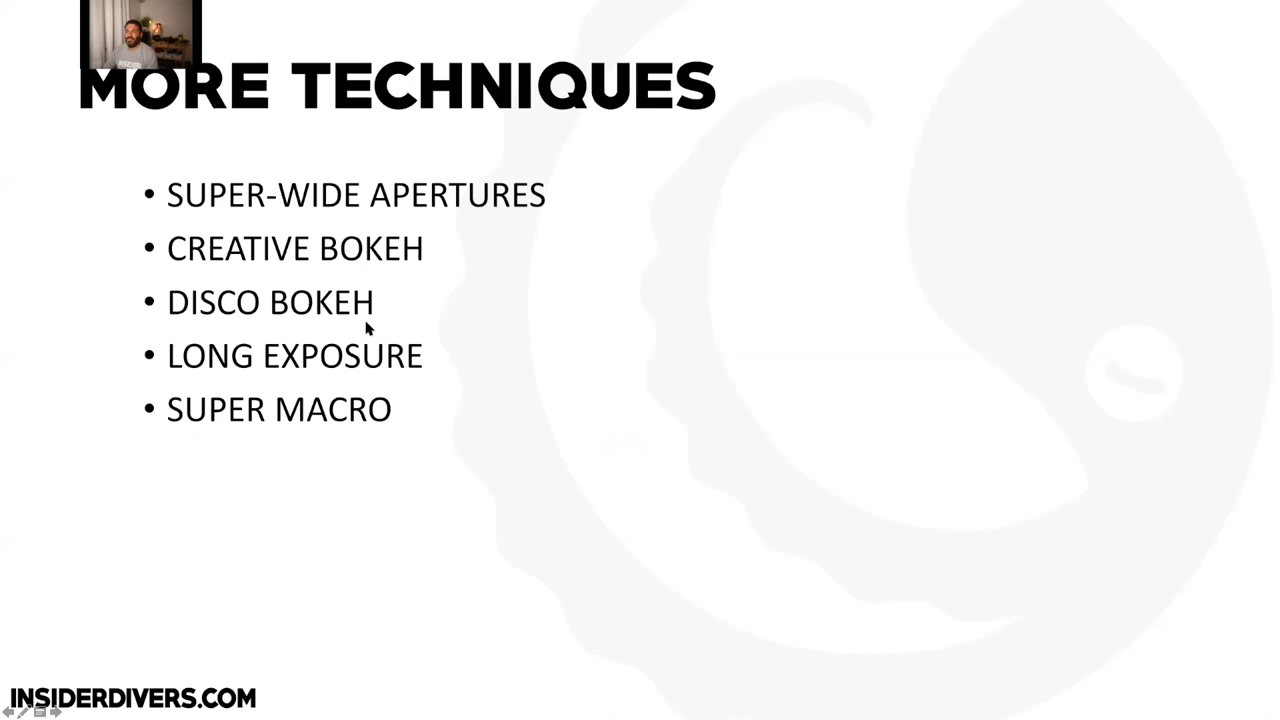 MORE TECHNIQUES
• SUPER-WIDE APERTURES
• CREATIVE BOKEH
• DISCO BOKEH
• LONG EXPOSURE
• SUPER MACRO
INSIDERDIVERS.COM